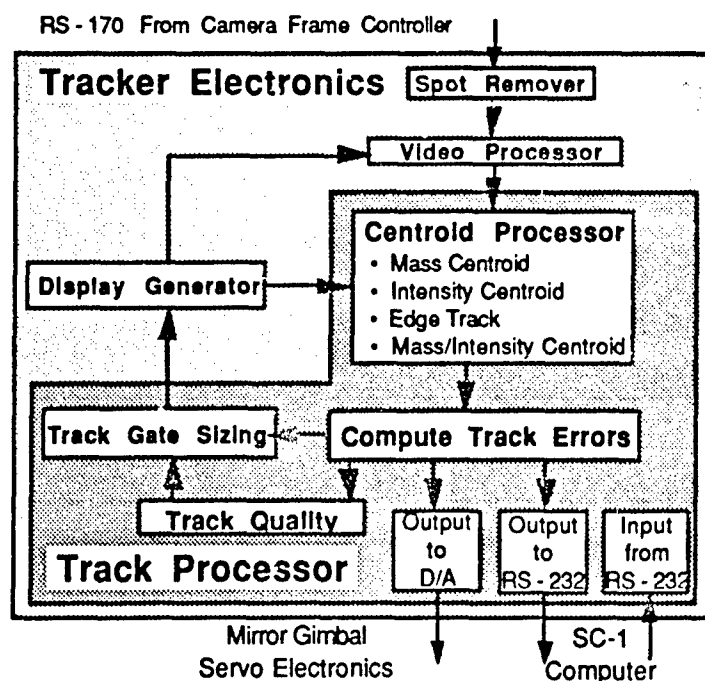 RS-170 From Camera Frame Controller
Tracker Electronics
Spot Remover
Video Processor
Centroid Processor
• Mass Centroid
• Intensity Centroid
• Edge Track
• Mass/Intensity Centroid
Display Generator
Track Gate Sizing
Compute Track Errors
Track Quality
Output
to
D/A
Output
to
RS-232
Input
from
RS-232
Track Processor
Mirror Gimbal
Servo Electronics
SC-1
Computer